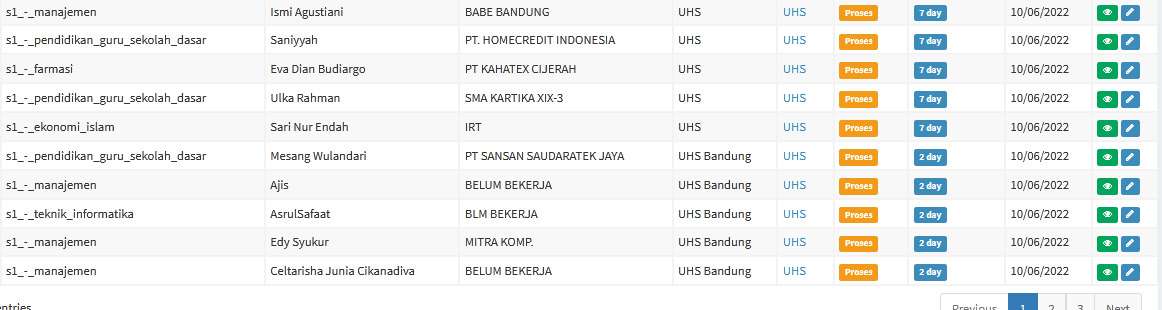 s1_-_manajemen Ismi Agustiani BABE BANDUNG UHS UHS Proses 7 day 10/06/2022
s1_-_pendidikan_guru_sekolah_dasar Saniyyah PT. HOMECREDIT INDONESIA UHS UHS Proses 7 day 10/06/2022
s1_-_farmasi Eva Dian Budiargo PT KAHATEX CIJERAH UHS UHS Proses 7 day 10/06/2022
s1_-_pendidikan_guru_sekolah_dasar Ulka Rahman SMA KARTIKA XIX-3 UHS UHS Proses 7 day 10/06/2022
s1_-_ekonomi_islam Sari Nur Endah IRT UHS UHS Proses 7 day 10/06/2022
s1_-_pendidikan_guru_sekolah_dasar Mesang Wulandari PT SANSAN SAUDARATEK JAYA UHS Bandung UHS Proses 2 day 10/06/2022
s1_-_manajemen Ajis BELUM BEKERJA UHS Bandung UHS Proses 2 day 10/06/2022
s1_-_teknik_informatika AsrulSafaat BLM BEKERJA UHS Bandung UHS Proses 2 day 10/06/2022
s1_-_manajemen Edy Syukur MITRA KOMP. UHS Bandung UHS Proses 2 day 10/06/2022
s1_-_manajemen Celtarisha Junia Cikanadiva BELUM BEKERJA UHS Bandung UHS Proses 2 day 10/06/2022
entries Previous 1 2 3 Next